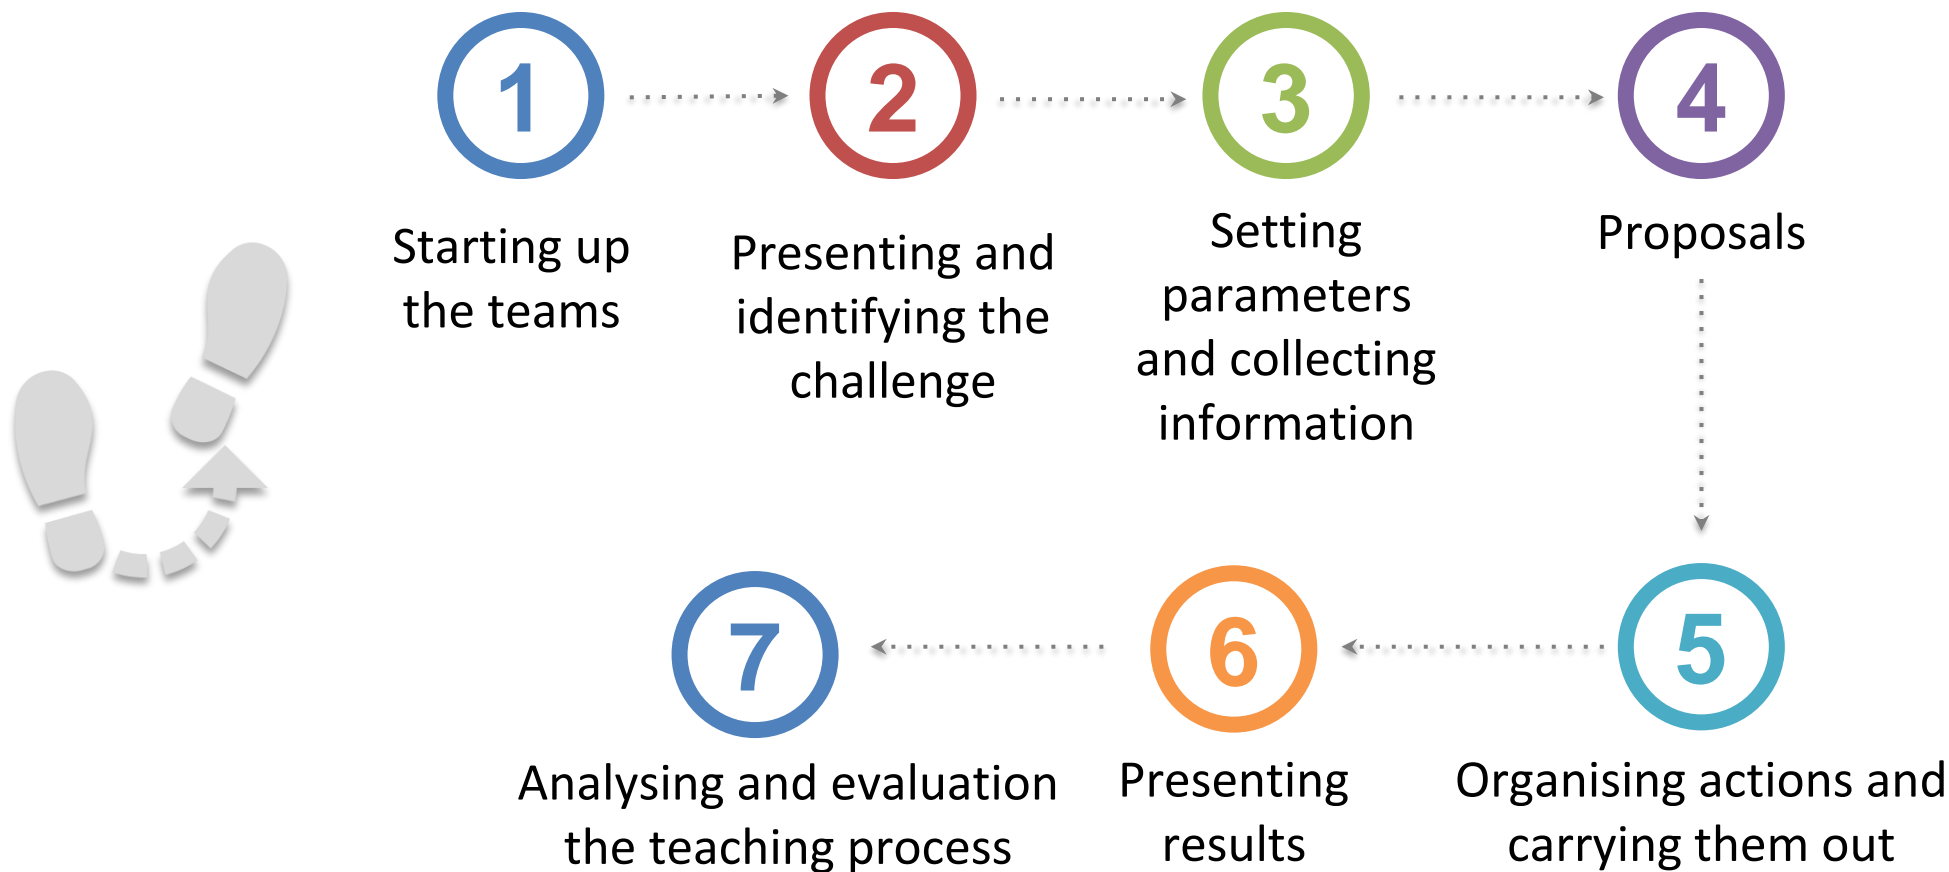 1
Starting up
the teams
2
Presenting and
identifying the
challenge
3
Setting
parameters
and collecting
information
4
Proposals
5
Organising actions and
carrying them out
6
Presenting
results
7
Analysing and evaluation
the teaching process